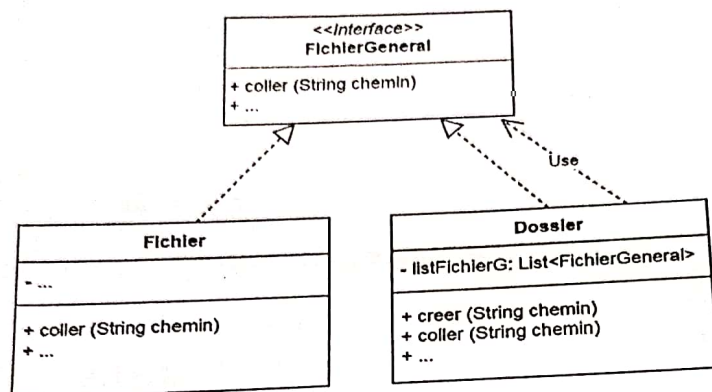 <<Interface>>
FichierGeneral
+ coller (String chemin)
+ ...
Use
Fichier
- ...
+ coller (String chemin)
+ ...
Dossier
- listFichierG: List<FichierGeneral>
+ creer (String chemin)
+ coller (String chemin)
+ ...